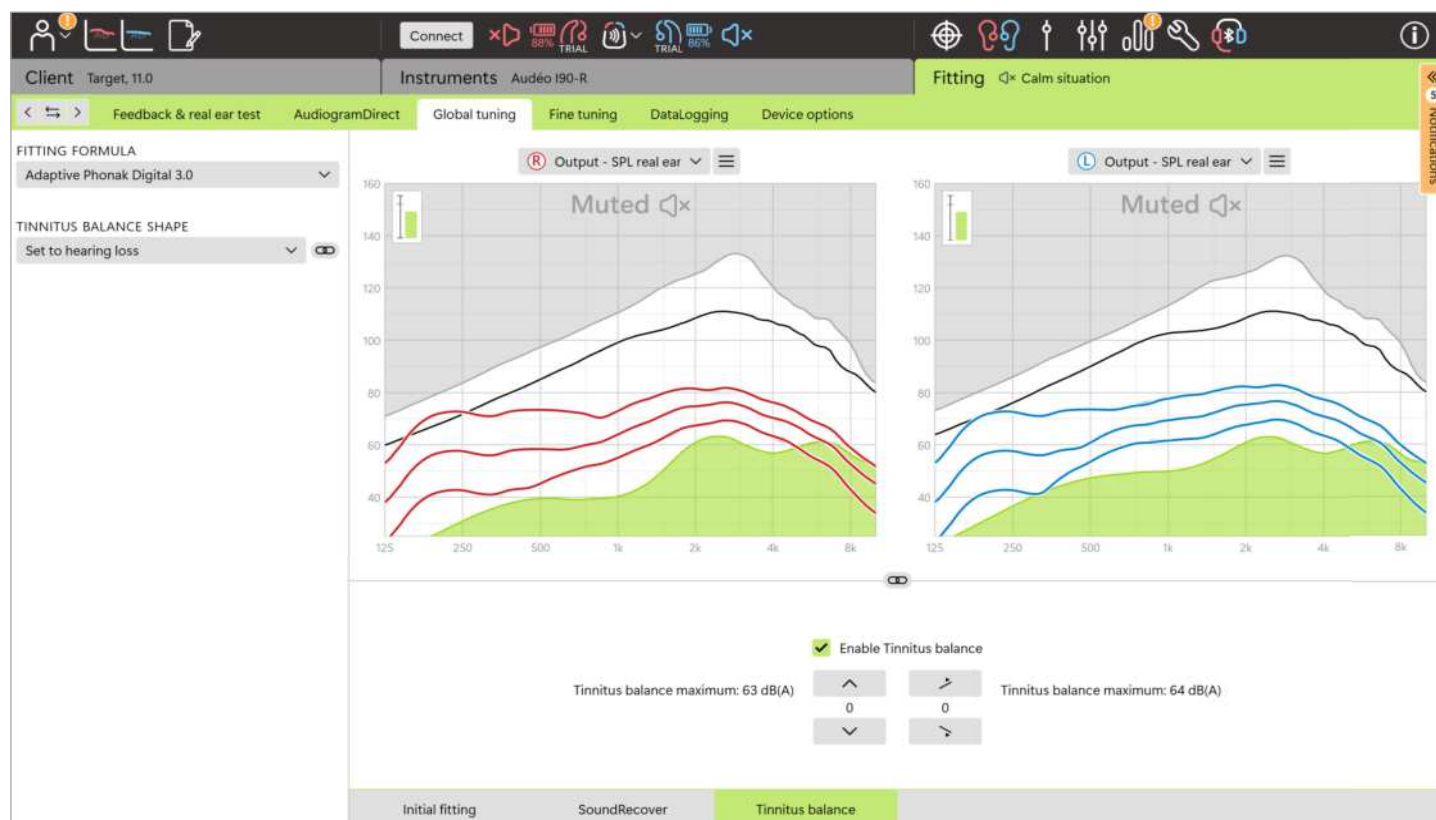 Connect
88%
TRIAL
TRIAL
86%
Client Target, 11.0
Instruments Audéo I90-R
Fitting Calm situation
Feedback & real ear test
AudiogramDirect
Global tuning
Fine tuning
DataLogging
Device options
Notifications
FITTING FORMULA
Adaptive Phonak Digital 3.0
TINNITUS BALANCE SHAPE
Set to hearing loss
R Output - SPL real ear
Muted
160
140
120
100
80
60
40
125 250 500 1k 2k 4k 8k
L Output - SPL real ear
Muted
160
140
120
100
80
60
40
125 250 500 1k 2k 4k 8k
Enable Tinnitus balance
Tinnitus balance maximum: 63 dB(A)
0
0
Tinnitus balance maximum: 64 dB(A)
Initial fitting
SoundRecover
Tinnitus balance